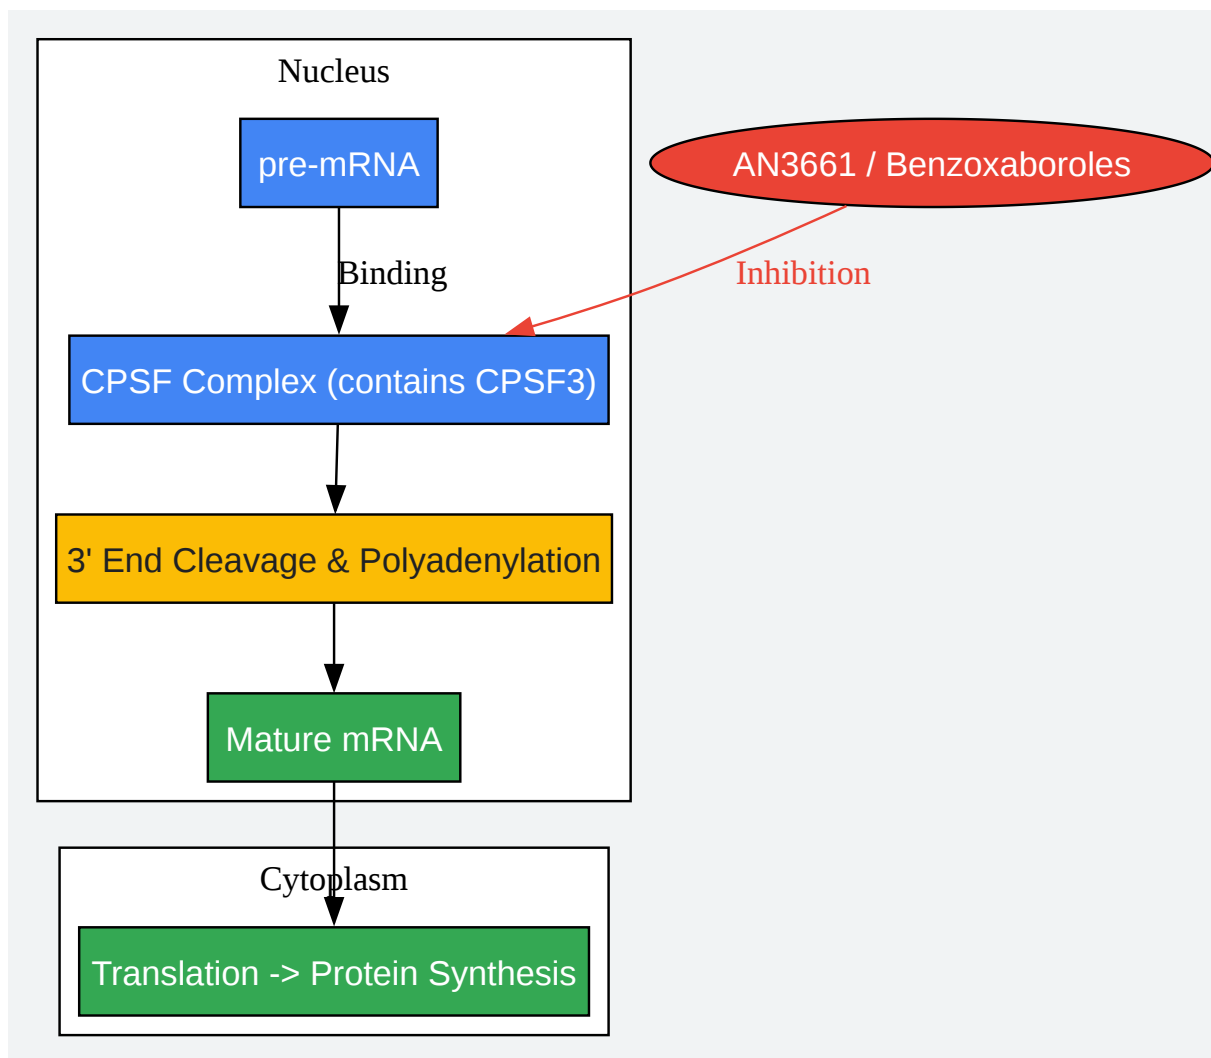 Nucleus
pre-mRNA
AN3661 / Benzoxaboroles
Binding
Inhibition
CPSF Complex (contains CPSF3)
3' End Cleavage & Polyadenylation
Mature mRNA
Cytoplasm
Translation -> Protein Synthesis